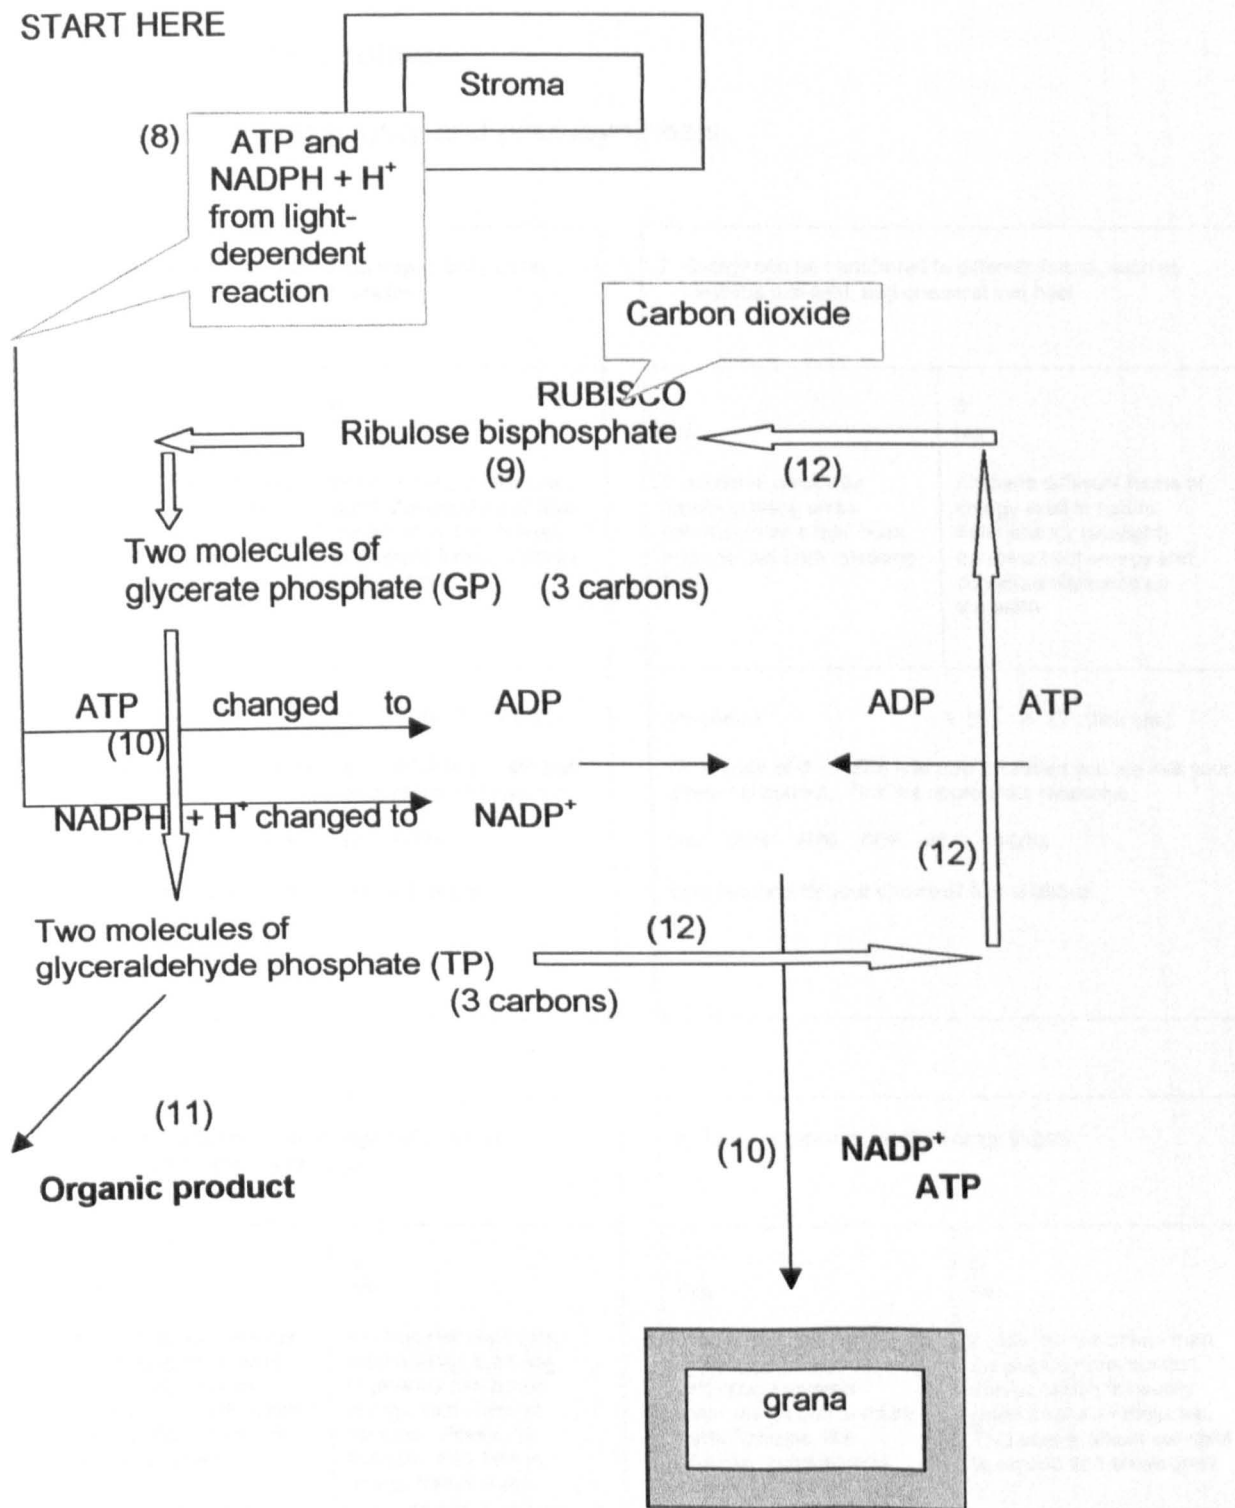 START HERE
Stroma
(8) ATP and
NADPH + H⁺
from light-
dependent
reaction
Carbon dioxide
RUBISCO
Ribulose bisphosphate
(9)
(12)
Two molecules of
glycerate phosphate (GP) (3 carbons)
ATP changed to ADP
(10)
ADP ATP
NADPH + H⁺ changed to NADP⁺
(12)
Two molecules of
glyceraldehyde phosphate (TP)
(3 carbons)
(12)
(11)
Organic product
(10) NADP⁺
ATP
grana